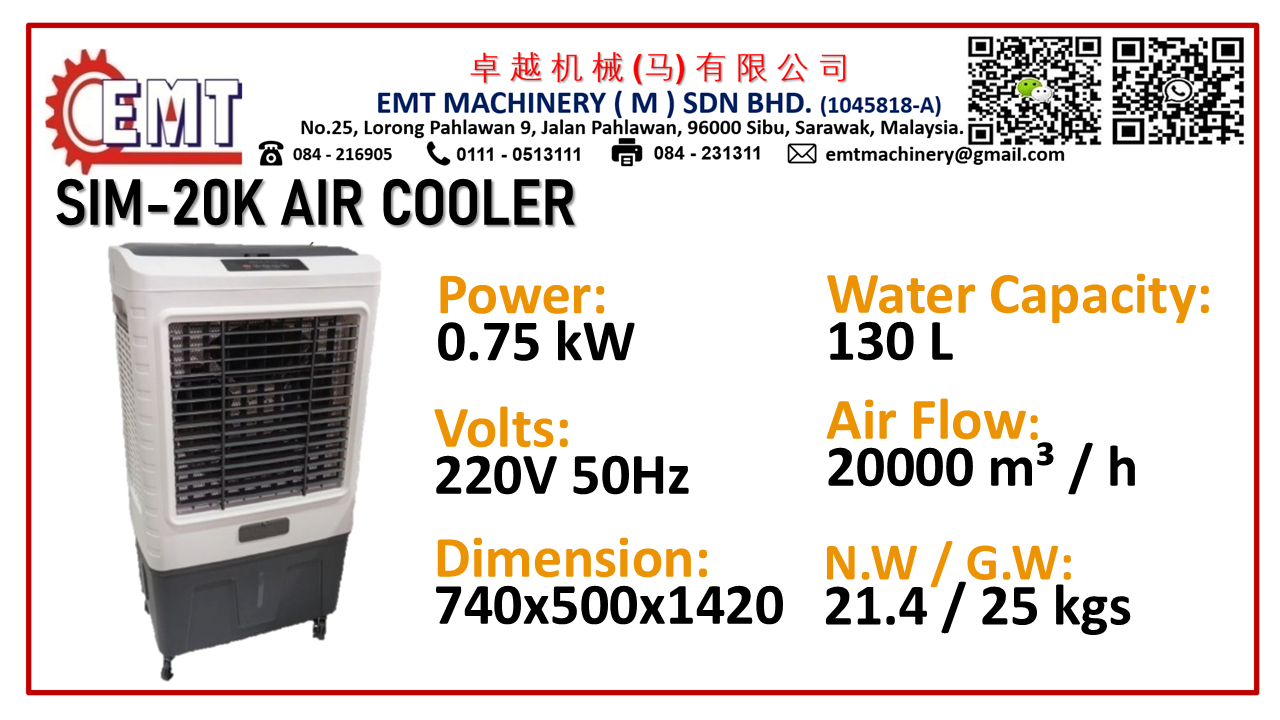 EMT
卓越机械(马)有限公司
EMT MACHINERY ( M ) SDN BHD. (1045818-A)
No.25, Lorong Pahlawan 9, Jalan Pahlawan, 96000 Sibu, Sarawak, Malaysia.
084 - 216905 0111 - 0513111 084 - 231311 emtmachinery@gmail.com
SIM-20K AIR COOLER
Power:
0.75 kW
Volts:
220V 50Hz
Dimension:
740x500x1420
Water Capacity:
130 L
Air Flow:
20000 m³ / h
N.W / G.W:
21.4 / 25 kgs